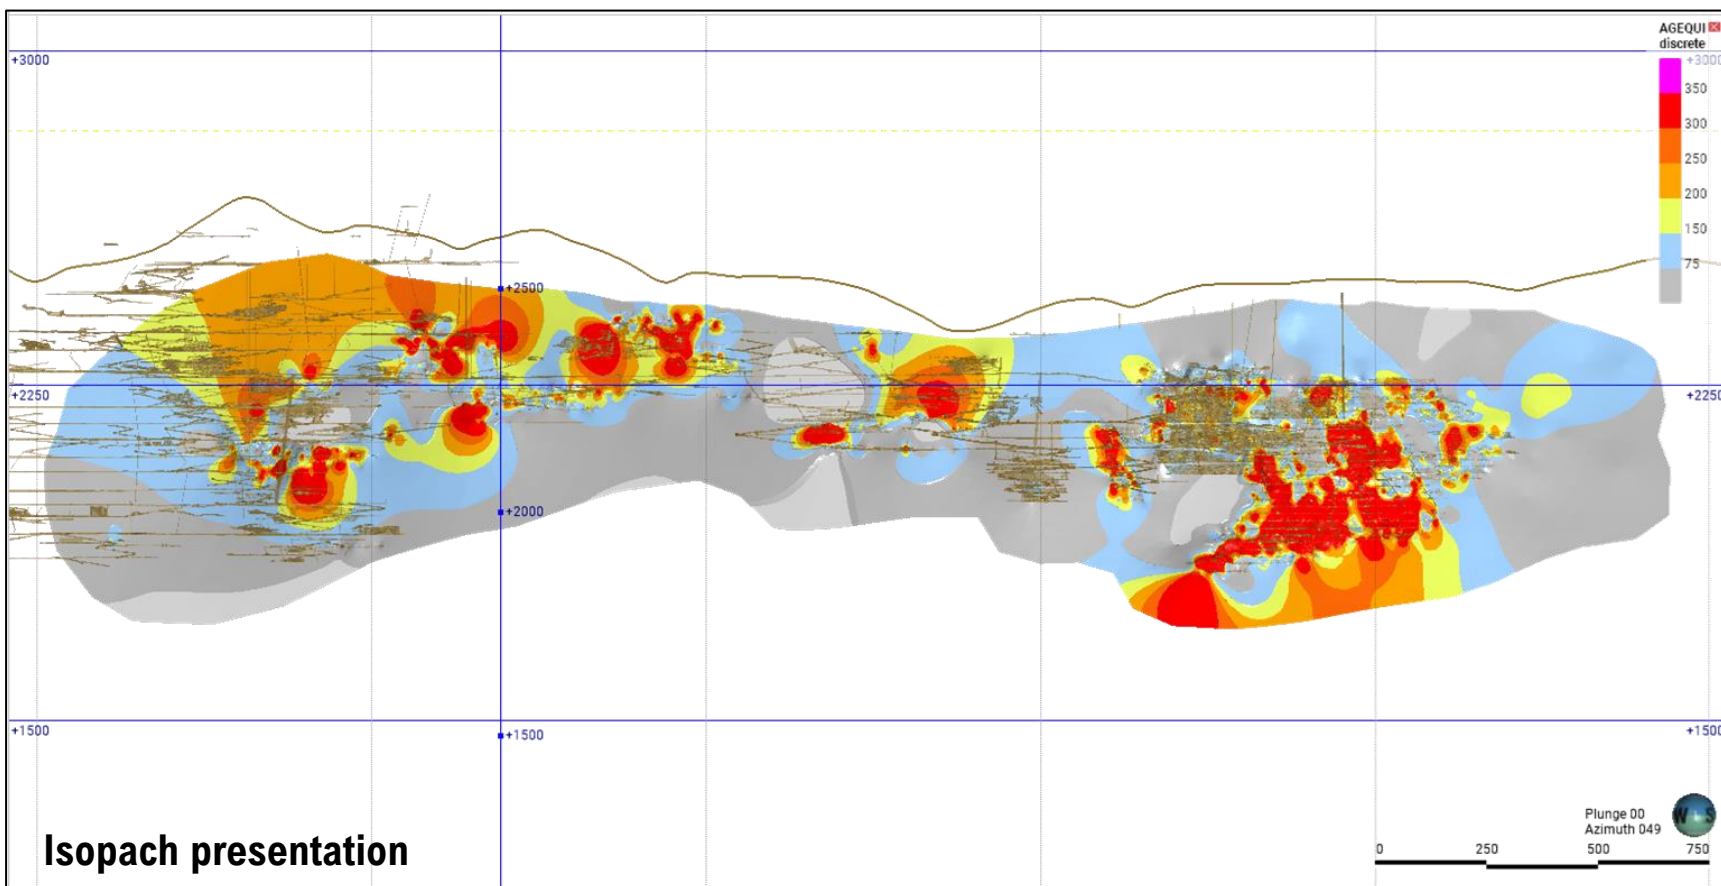 AGEQUI
discrete
+3000
+3000
350
300
250
200
150
75
+2500
+2250
+2250
+2000
+1500
+1500
+1500
Plunge 00
Azimuth 049
W S
0 250 500 750
Isopach presentation